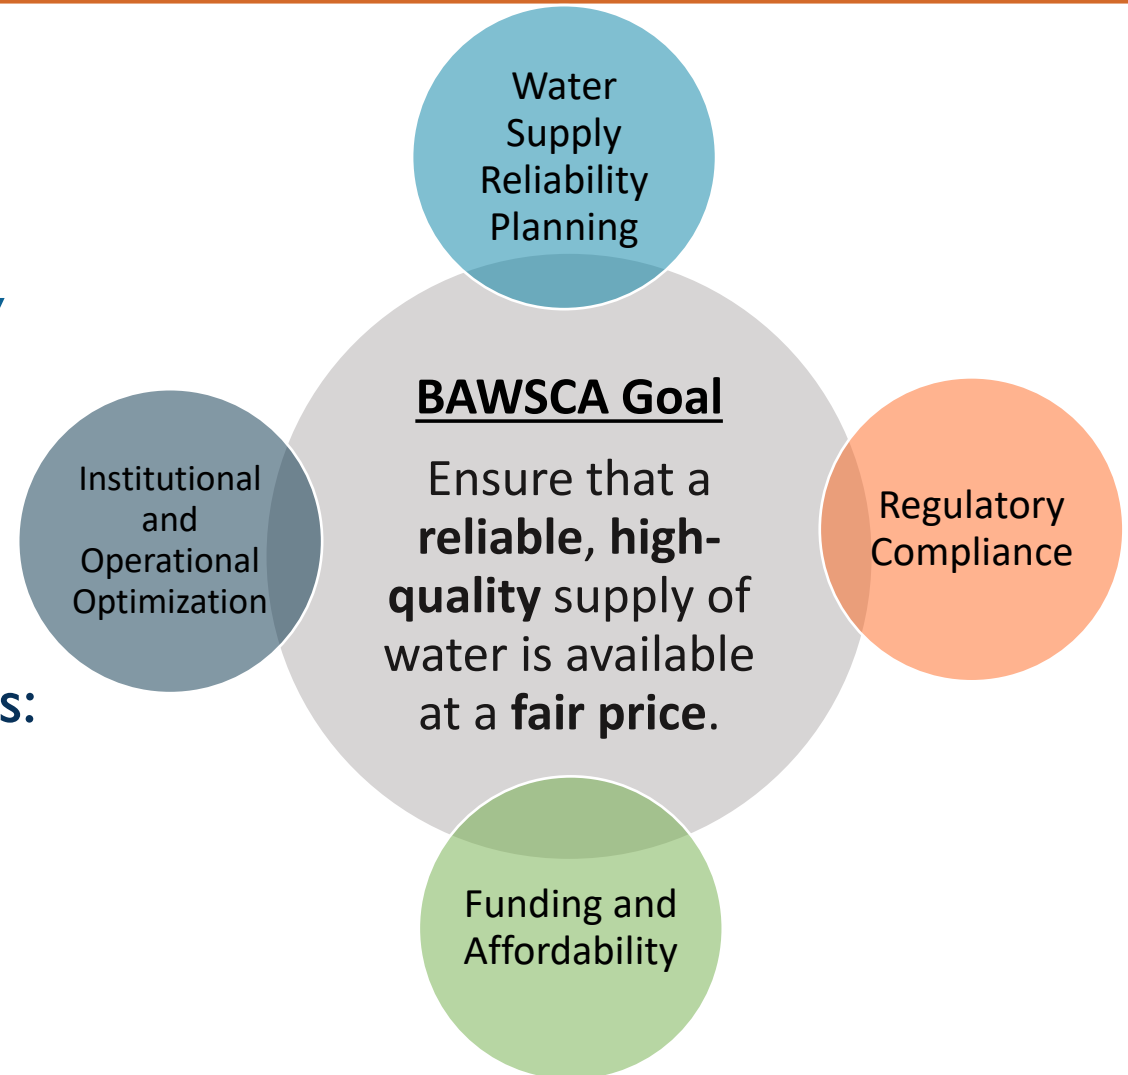 Water
Supply
Reliability
Planning
BAWSCA Goal
Ensure that a
reliable, high-
quality supply of
water is available
at a fair price.
Institutional
and
Operational
Optimization
Regulatory
Compliance
s:
Funding and
Affordability